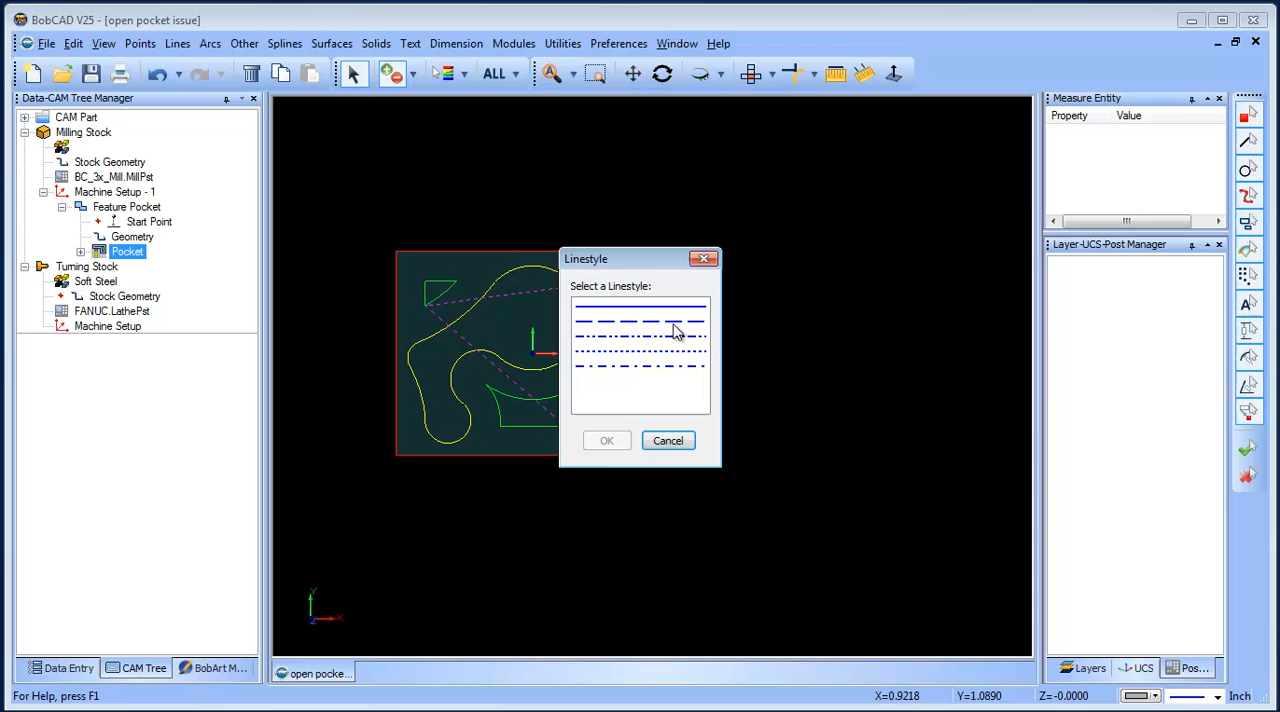 BobCAD V25 - [open pocket issue]
File Edit View Points Lines Arcs Other Splines Surfaces Solids Text Dimension Modules Utilities Preferences Window Help
ALL
Data-CAM Tree Manager
CAM Part
Milling Stock
Stock Geometry
BC_3x_Mill.MillPst
Machine Setup - 1
Feature Pocket
Start Point
Geometry
Pocket
Turning Stock
Soft Steel
Stock Geometry
FANUC.LathePst
Machine Setup
Linestyle
Select a Linestyle:
OK Cancel
Y
X
Z
Measure Entity
Property Value
Layer-UCS-Post Manager
A
Data Entry CAM Tree BobArt M...
open pocke...
Layers UCS Pos...
For Help, press F1
X=0.9218 Y=1.0890 Z=-0.0000 Inch